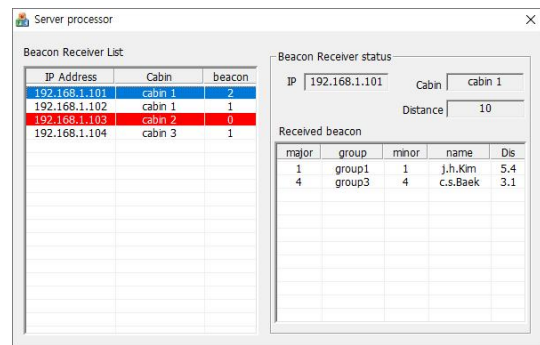 Server processor
Beacon Receiver List
IP Address Cabin beacon
192.168.1.101 cabin 1 2
192.168.1.102 cabin 1 1
192.168.1.103 cabin 2 0
192.168.1.104 cabin 3 1
Beacon Receiver status
IP 192.168.1.101 Cabin cabin 1
Distance 10
Received beacon
major group minor name Dis
1 group1 1 j.h.Kim 5.4
4 group3 4 c.s.Baek 3.1